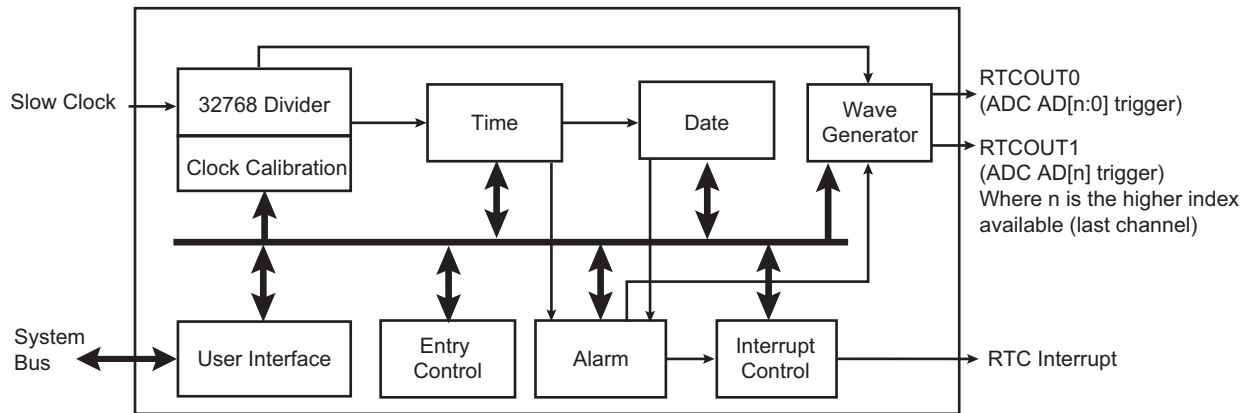 Slow Clock
32768 Divider
Clock Calibration
Time
Date
Wave
Generator
RTCOUT0
(ADC AD[n:0] trigger)
RTCOUT1
(ADC AD[n] trigger)
Where n is the higher index
available (last channel)
System
Bus
User Interface
Entry
Control
Alarm
Interrupt
Control
RTC Interrupt